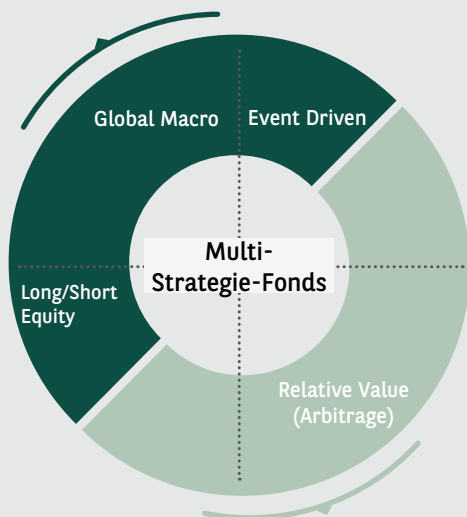 Global Macro
Event Driven
Multi-
Strategie-Fonds
Long/Short
Equity
Relative Value
(Arbitrage)